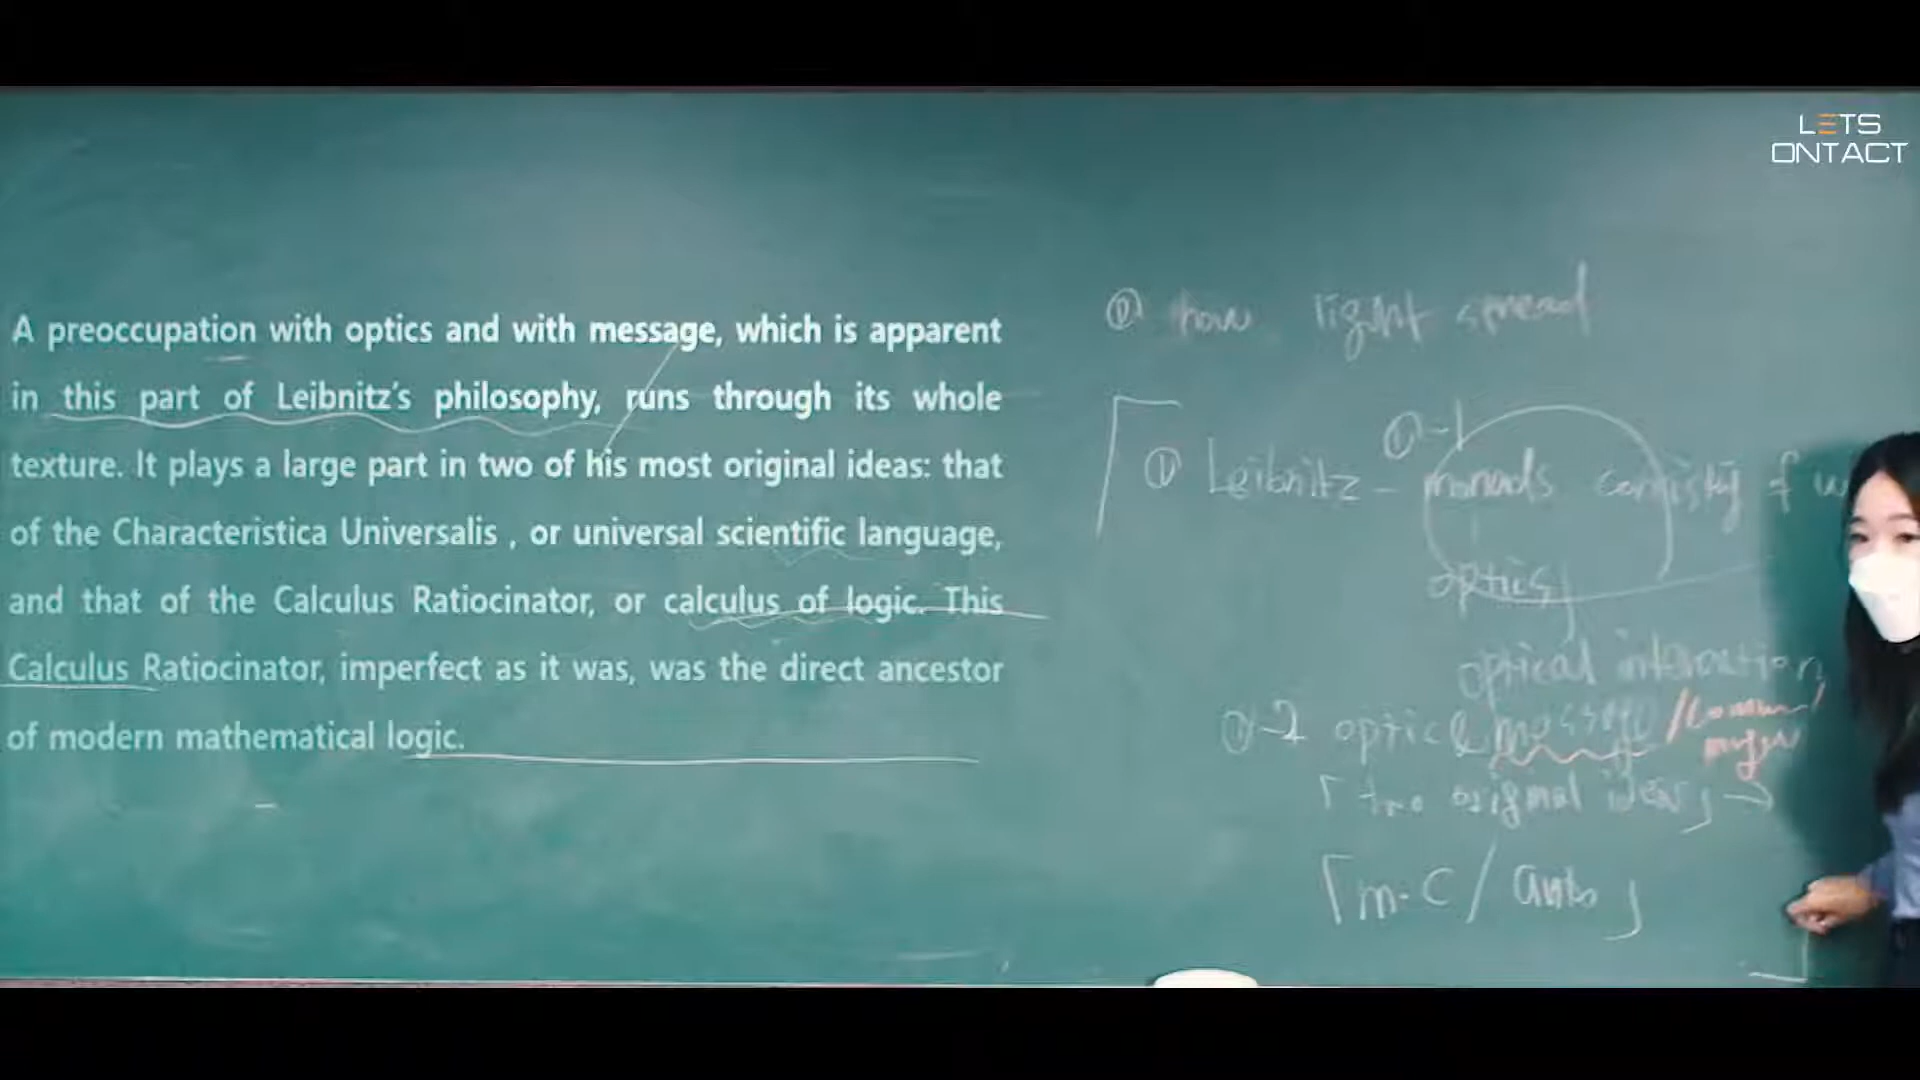 LETS
ONTACT
A preoccupation with optics and with message, which is apparent
in this part of Leibnitz's philosophy, runs through its whole
texture. It plays a large part in two of his most original ideas: that
of the Characteristica Universalis , or universal scientific language,
and that of the Calculus Ratiocinator, or calculus of logic. This
Calculus Ratiocinator, imperfect as it was, was the direct ancestor
of modern mathematical logic.
① how light spread
① Leibnitz - monads consistig of
①-1
optics
optical interaction
①-2 optic & message /
「two original idea」→
「m.C / auto」